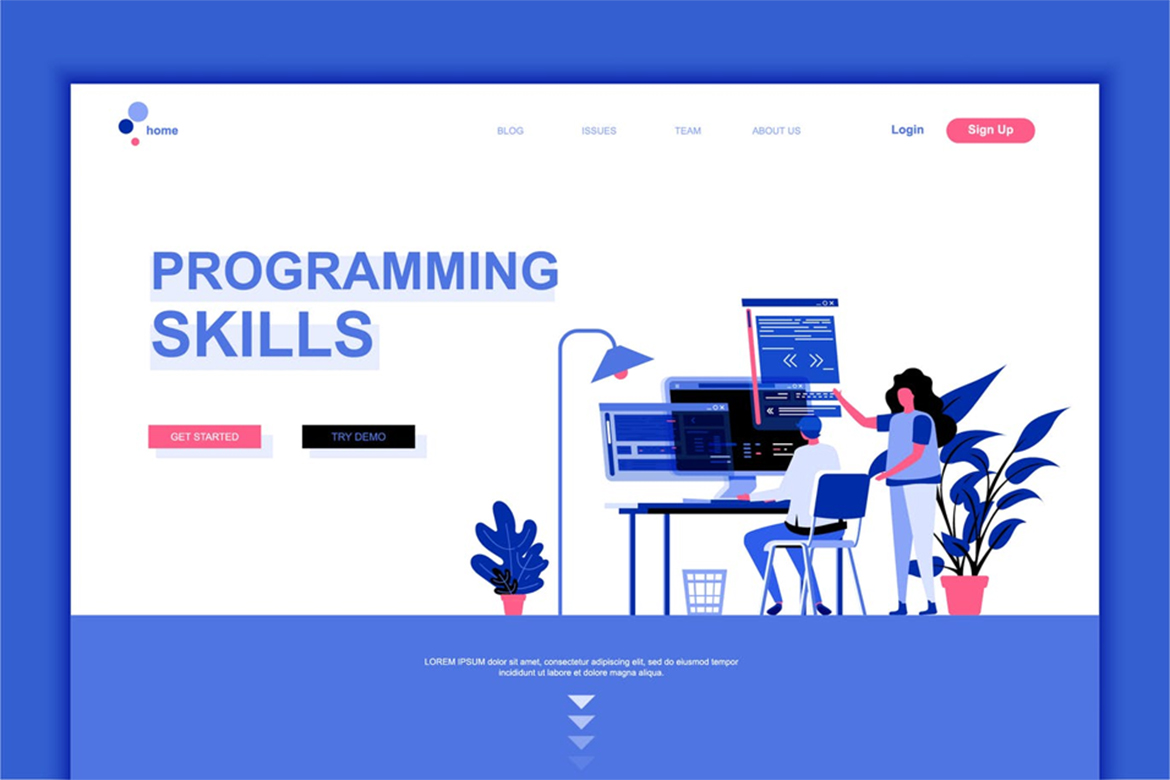 home
BLOG
ISSUES
TEAM
ABOUT US
Login
Sign Up
PROGRAMMING
SKILLS
GET STARTED
TRY DEMO
LOREM IPSUM dolor sit amet, consectetur adipiscing elit, sed do eiusmod tempor
incididunt ut labore et dolore magna aliqua.